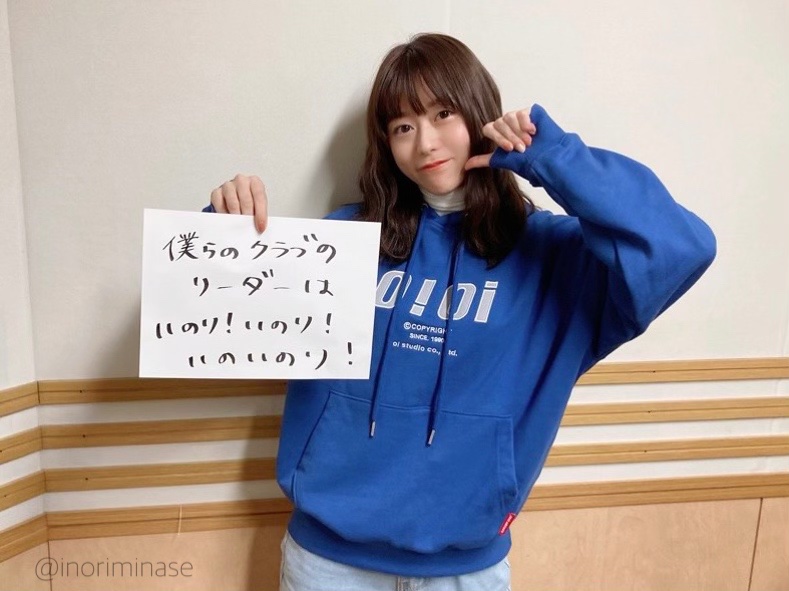 僕らのクラブの
リーダーは
いのり！いのり！
いのいのり！
O!Oi
©COPYRIGHT
SINCE. 1990
oi studio co., Ltd.
@inoriminase